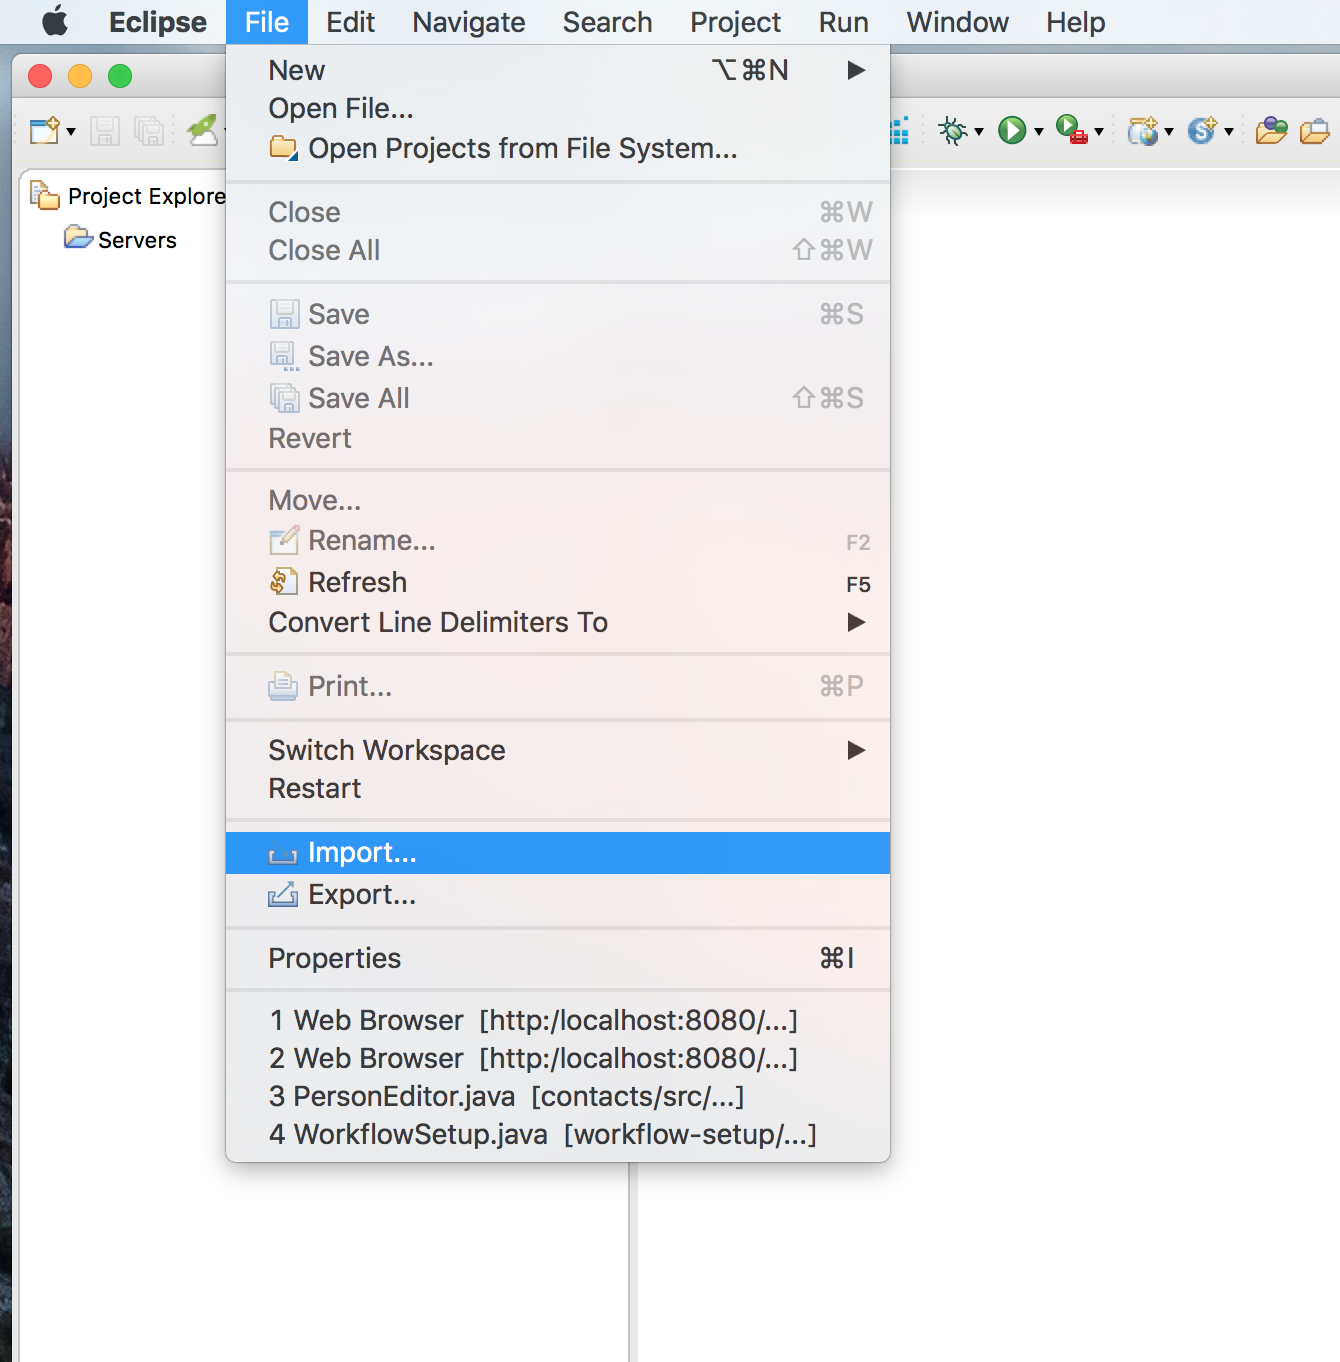 Eclipse File Edit Navigate Search Project Run Window Help
New ⌥⌘N ▶
Open File...
Open Projects from File System...
Project Explore
Servers
Close ⌘W
Close All ⇧⌘W
Save ⌘S
Save As...
Save All ⇧⌘S
Revert
Move...
Rename... F2
Refresh F5
Convert Line Delimiters To ▶
Print... ⌘P
Switch Workspace ▶
Restart
Import...
Export...
Properties ⌘I
1 Web Browser [http:/localhost:8080/...]
2 Web Browser [http:/localhost:8080/...]
3 PersonEditor.java [contacts/src/...]
4 WorkflowSetup.java [workflow-setup/...]